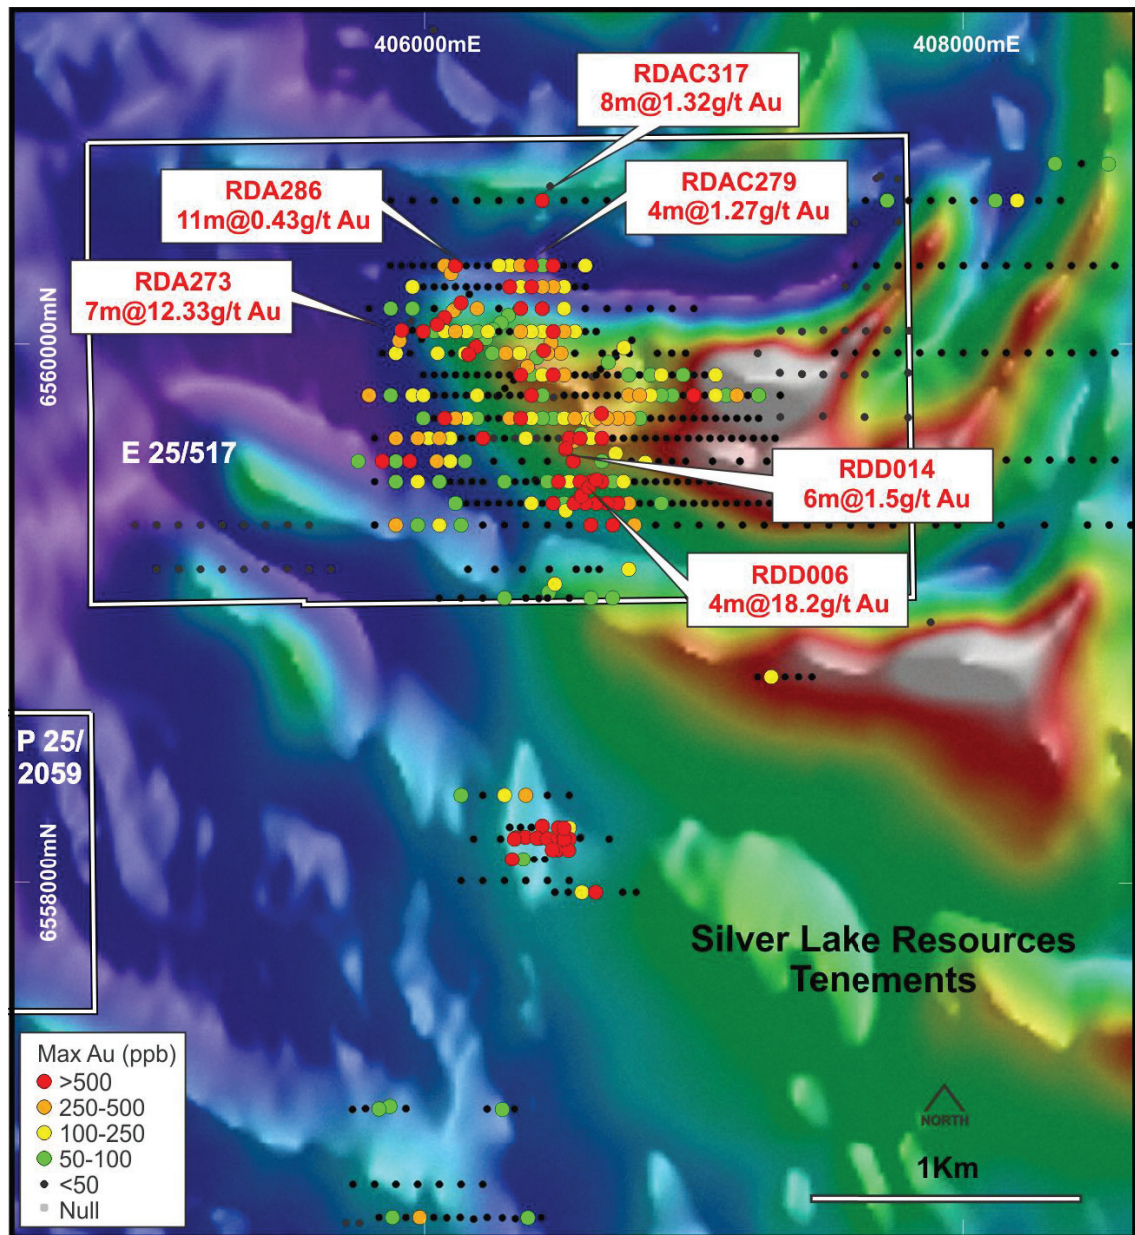 406000mE
408000mE
RDAC317
8m@1.32g/t Au
RDA286
11m@0.43g/t Au
RDAC279
4m@1.27g/t Au
RDA273
7m@12.33g/t Au
6560000mN
E 25/517
RDD014
6m@1.5g/t Au
RDD006
4m@18.2g/t Au
P 25/
2059
6558000mN
Silver Lake Resources
Tenements
Max Au (ppb)
>500
250-500
100-250
50-100
<50
Null
NORTH
1Km